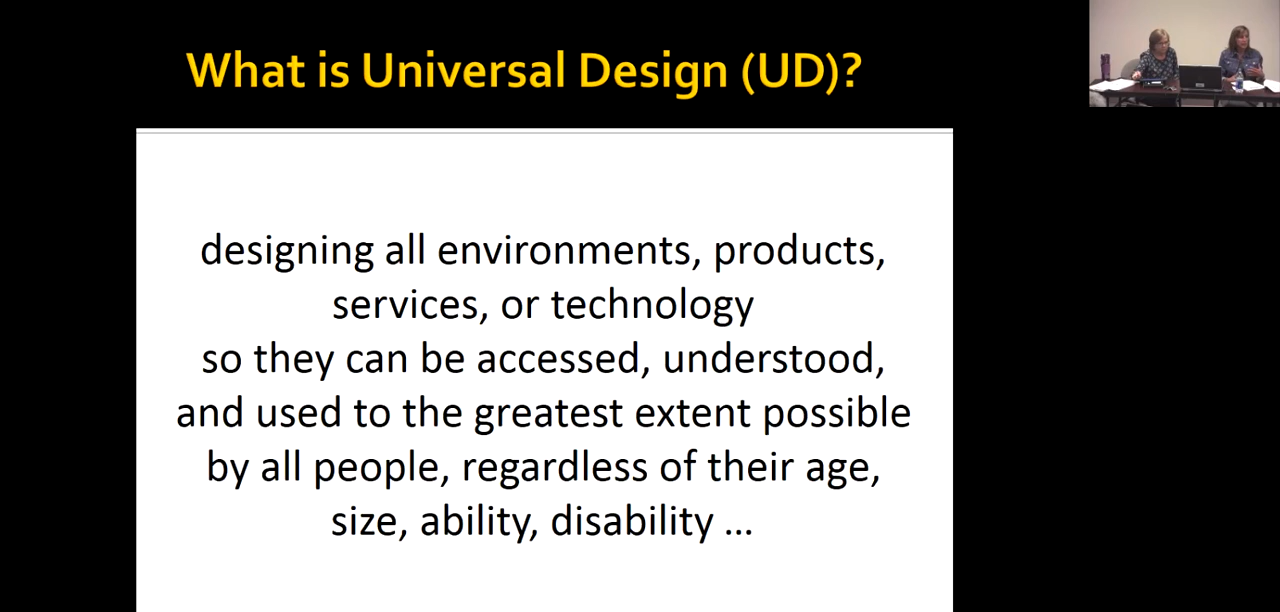 What is Universal Design (UD)?
designing all environments, products,
services, or technology
so they can be accessed, understood,
and used to the greatest extent possible
by all people, regardless of their age,
size, ability, disability ...